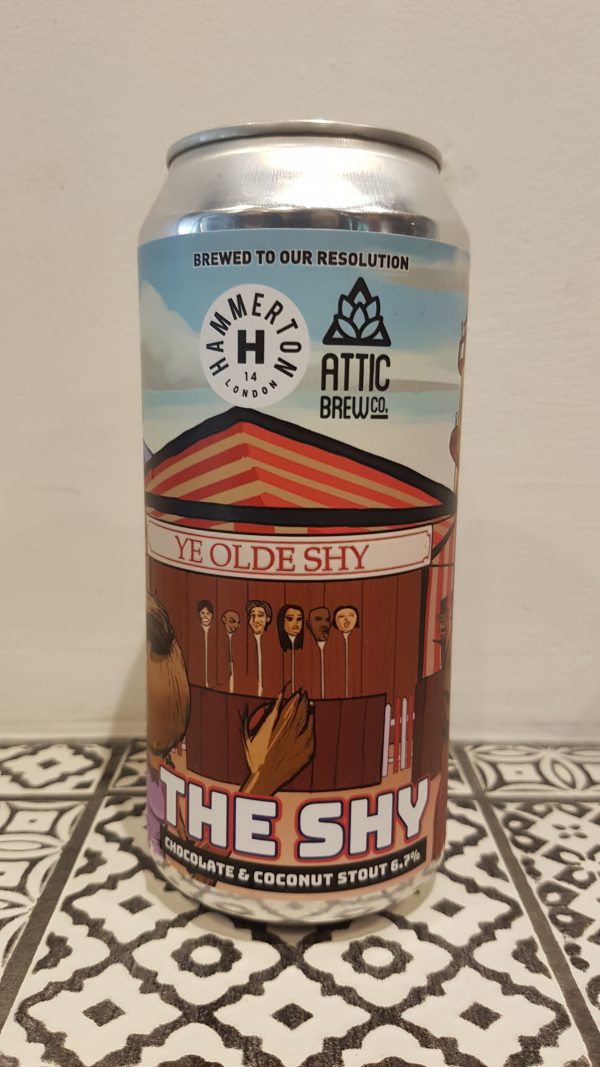 BREWED TO OUR RESOLUTION
HAMMERTON
H
14
LONDON
ATTIC
BREW CO.
YE OLDE SHY
THE SHY
CHOCOLATE & COCONUT STOUT 6.7%